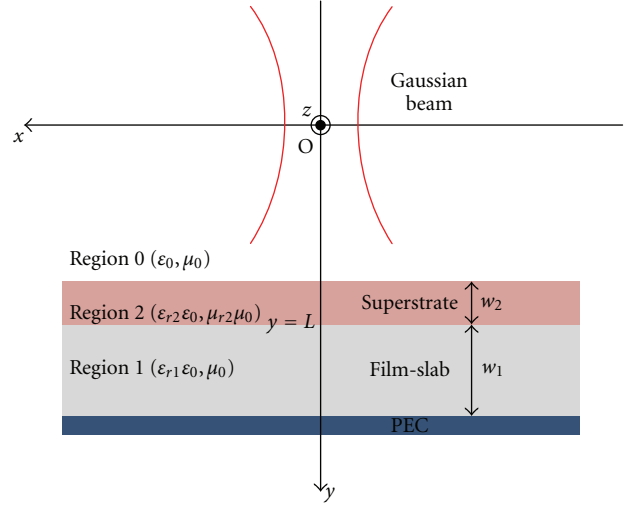 Gaussian
beam
z
x
O
Region 0 (ε₀, μ₀)
Superstrate
w₂
Region 2 (εᵣ₂ε₀, μᵣ₂μ₀)
y = L
Region 1 (εᵣ₁ε₀, μ₀)
Film-slab
w₁
PEC
y